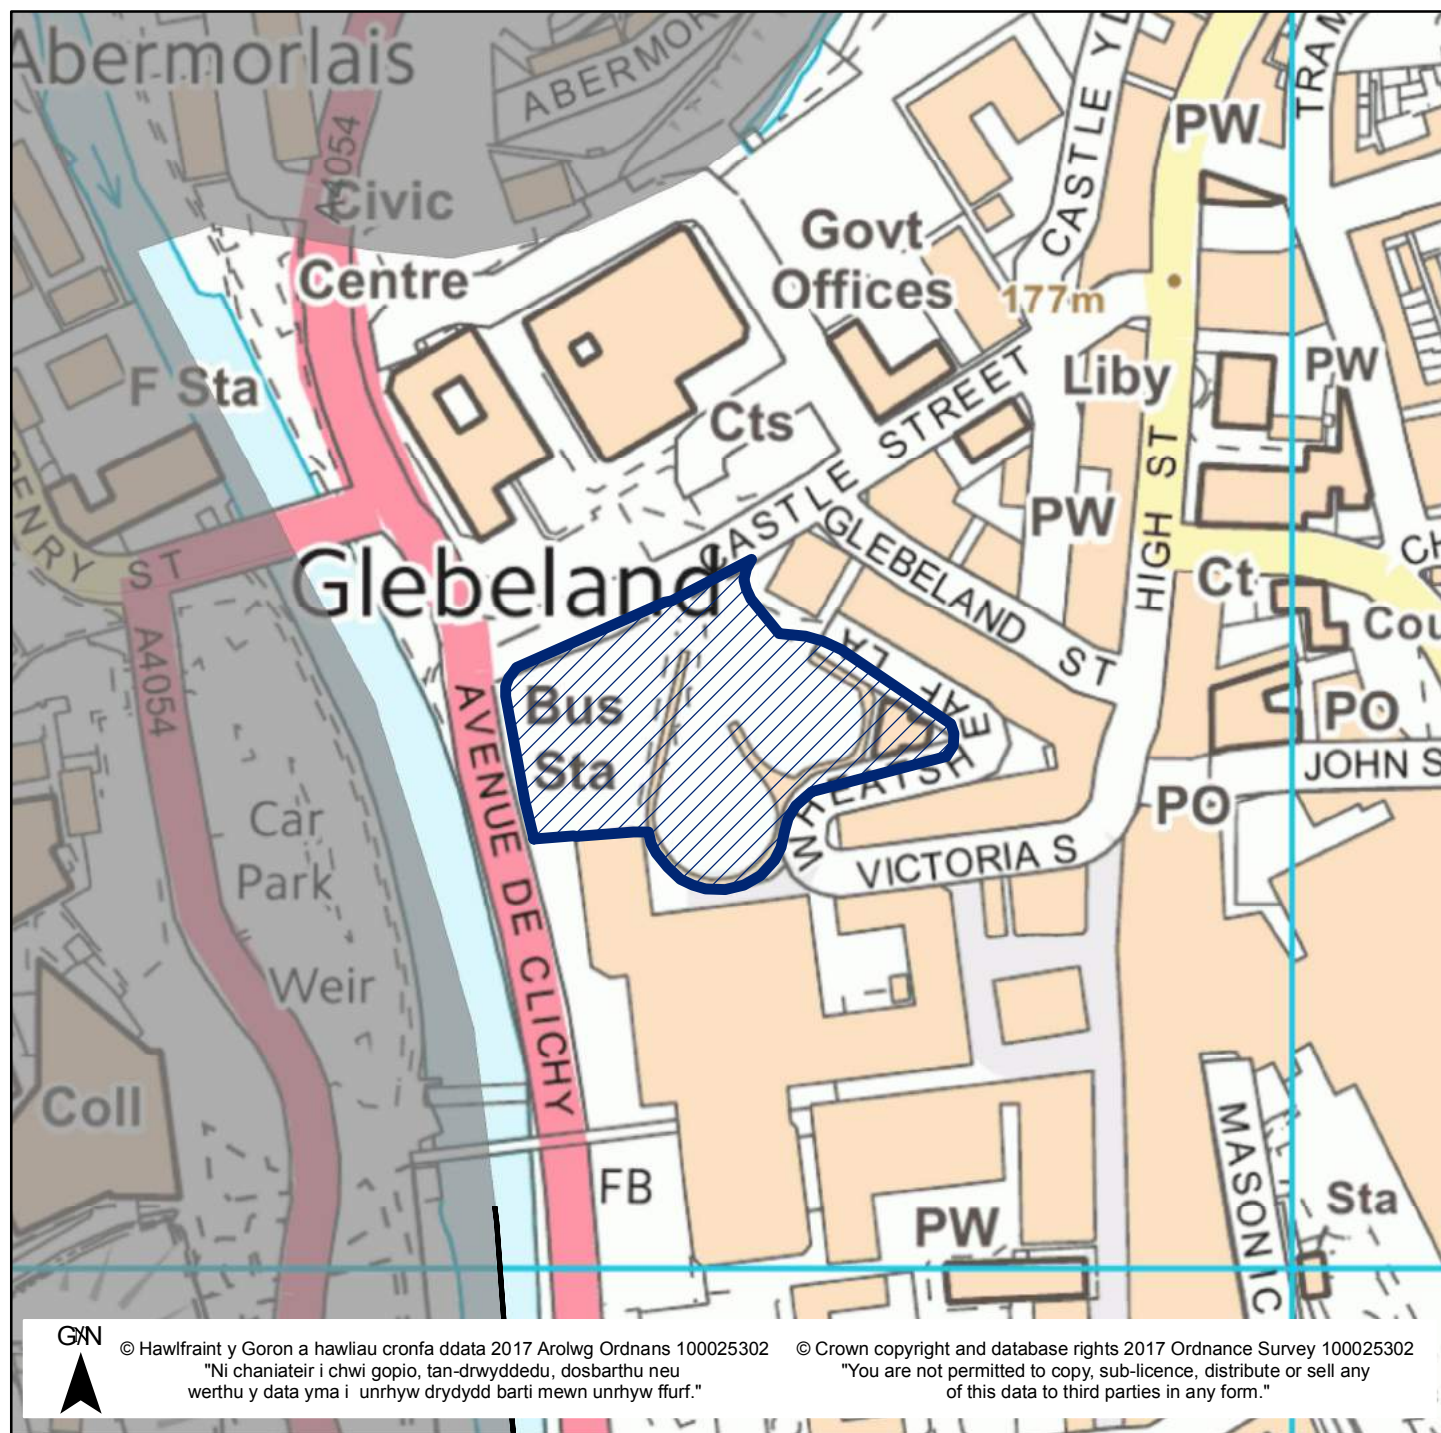 Abermorlais
ABERMOR
CASTLE YD
TRAM
PW
A4054
Civic
Centre
Govt
Offices
177m
F Sta
Liby
PW
Cts
CASTLE STREET
PW
HIGH ST
PENRY ST
Glebeland
GLEBELAND ST
Ct
CH
Cou
A4054
AVENUE DE CLICHY
Bus
Sta
WHEATSHEAF LA
PO
JOHN S
PO
VICTORIA S
Car
Park
Weir
Coll
MASONIC
FB
PW
Sta
© Hawlfraint y Goron a hawliau cronfa ddata 2017 Arolwg Ordnans 100025302
"Ni chaniateir i chwi gopio, tan-drwyddedu, dosbarthu neu
werthu y data yma i unrhyw drydydd barti mewn unrhyw ffurf."
© Crown copyright and database rights 2017 Ordnance Survey 100025302
"You are not permitted to copy, sub-licence, distribute or sell any
of this data to third parties in any form."